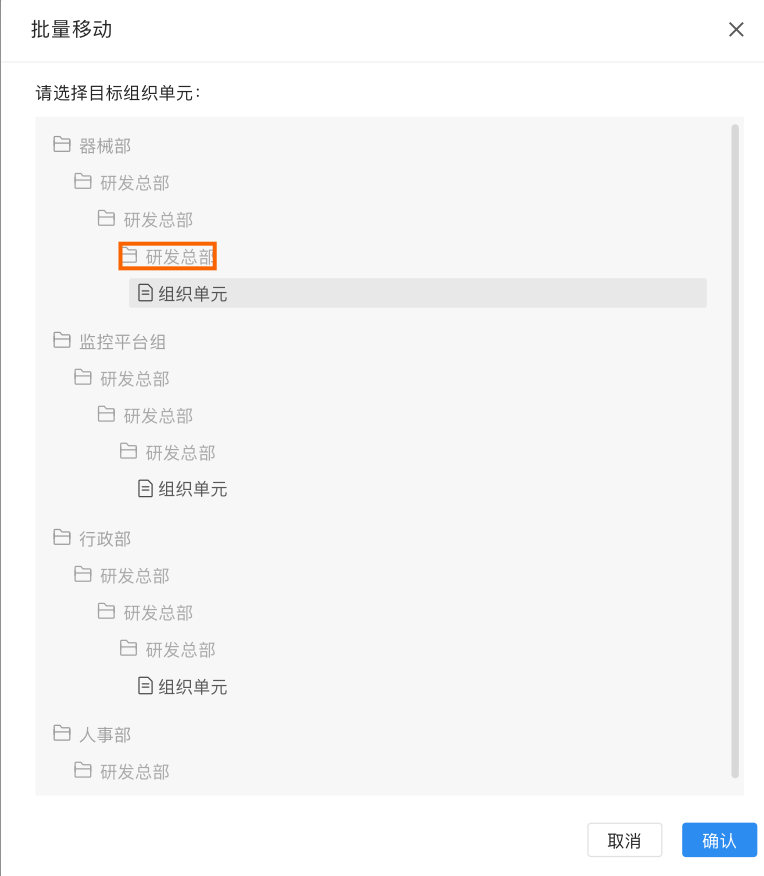 批量移动
请选择目标组织单元：
器械部
研发总部
研发总部
研发总部
组织单元
监控平台组
研发总部
研发总部
研发总部
组织单元
行政部
研发总部
研发总部
研发总部
组织单元
人事部
研发总部
取消 确认